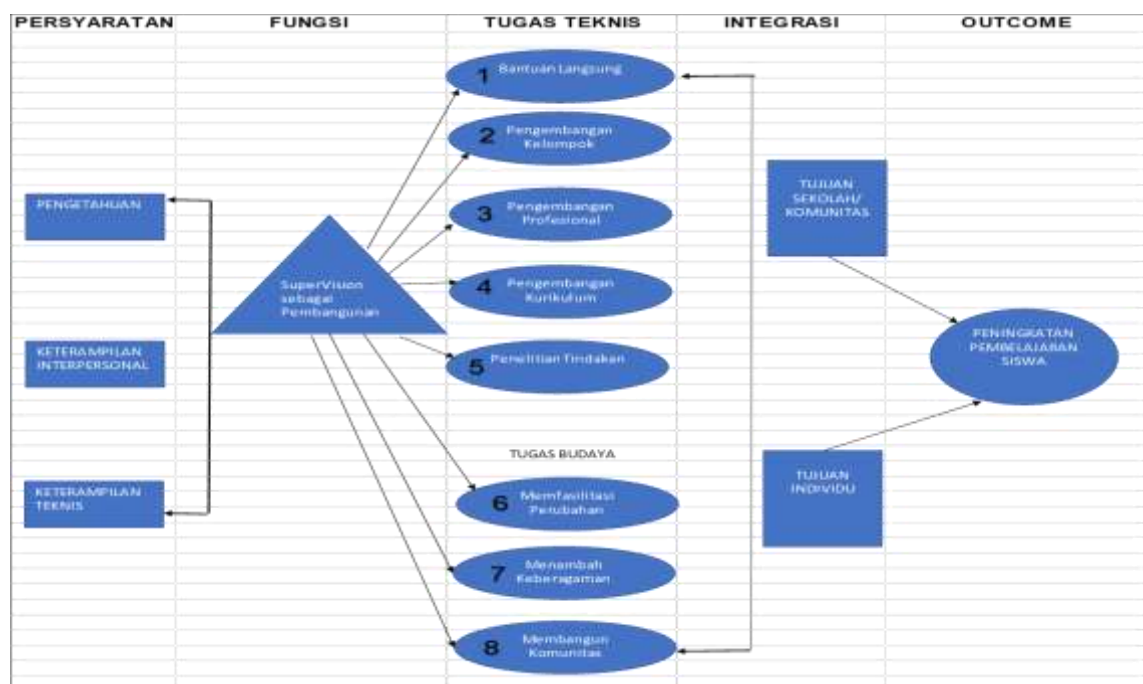 PERSYARATAN
FUNGSI
TUGAS TEKNIS
INTEGRASI
OUTCOME
PENGETAHUAN
KETERAMPILAN
INTERPERSONAL
KETERAMPILAN
TEKNIS
SuperVision
sebagai
Pembangunan
1 Bantuan Langsung
2 Pengembangan
Kelompok
3 Pengembangan
Profesional
4 Pengembangan
Kurikulum
5 Penelitian Tindakan
TUGAS BUDAYA
6 Memfasilitasi
Perubahan
7 Menambah
Keberagaman
8 Membangun
Komunitas
TUJUAN
SEKOLAH/
KOMUNITAS
TUJUAN
INDIVIDU
PENINGKATAN
PEMBELAJARAN
SISWA